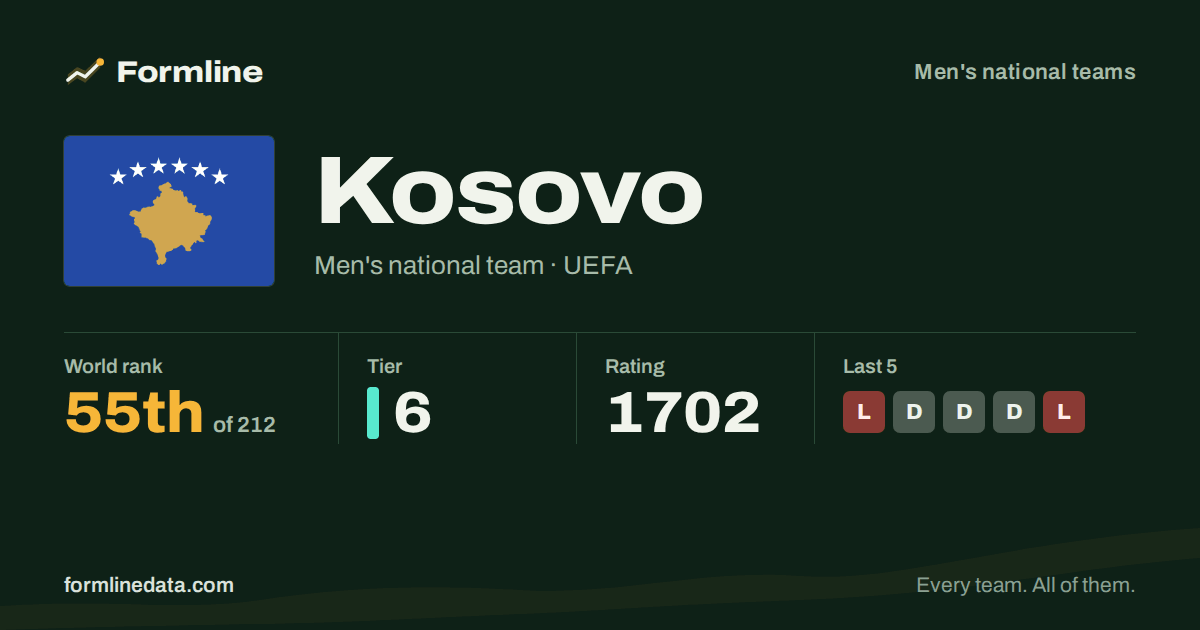 Formline
Men's national teams
Kosovo
Men's national team · UEFA
World rank
55th of 212
Tier
6
Rating
1702
Last 5
L D D D L
formlinedata.com
Every team. All of them.